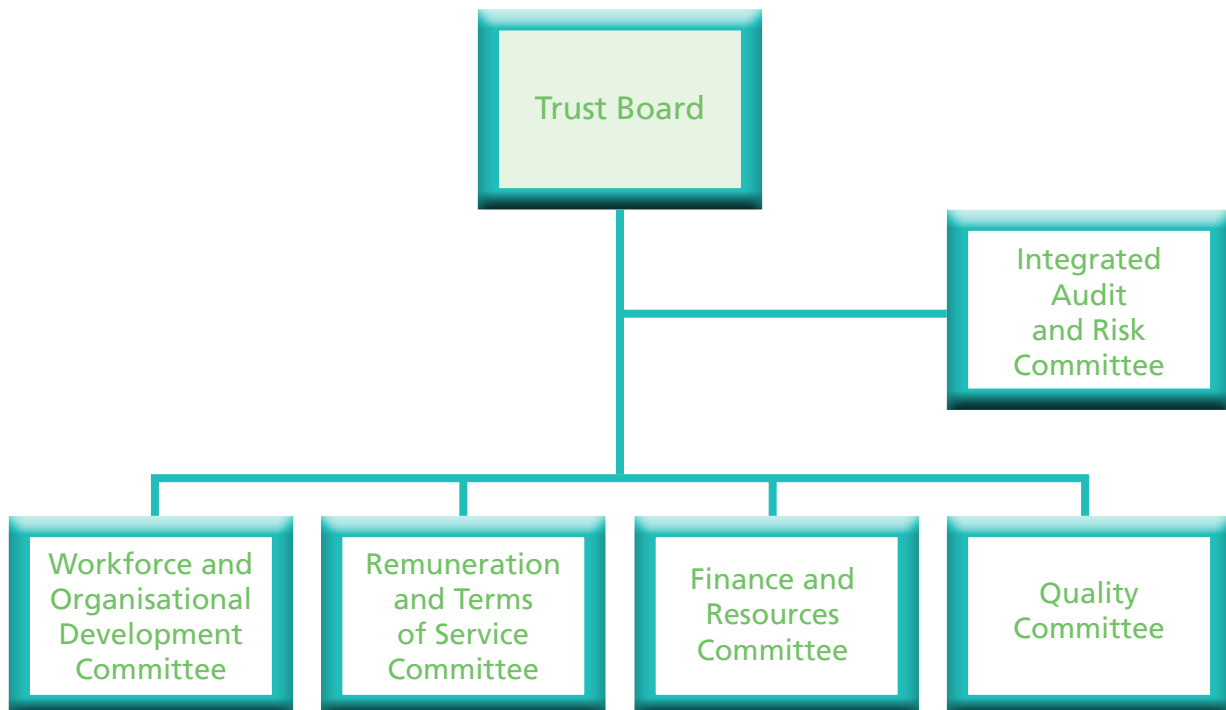 Trust Board
Integrated
Audit
and Risk
Committee
Workforce and
Organisational
Development
Committee
Remuneration
and Terms
of Service
Committee
Finance and
Resources
Committee
Quality
Committee